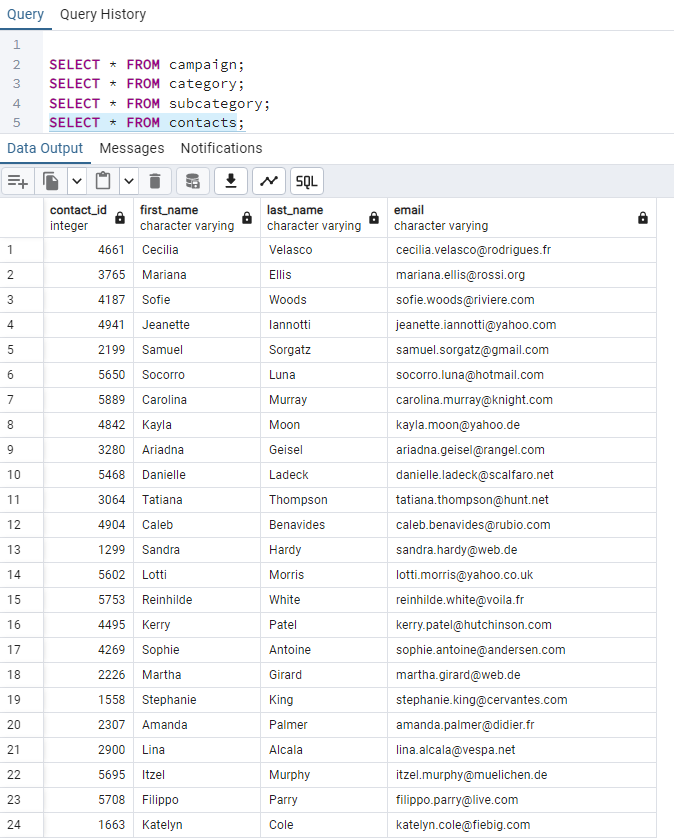 Query Query History
1
2 SELECT * FROM campaign;
3 SELECT * FROM category;
4 SELECT * FROM subcategory;
5 SELECT * FROM contacts;
Data Output Messages Notifications
SQL
contact_id first_name last_name email
integer character varying character varying character varying
1 4661 Cecilia Velasco cecilia.velasco@rodrigues.fr
2 3765 Mariana Ellis mariana.ellis@rossi.org
3 4187 Sofie Woods sofie.woods@riviere.com
4 4941 Jeanette Iannotti jeanette.iannotti@yahoo.com
5 2199 Samuel Sorgatz samuel.sorgatz@gmail.com
6 5650 Socorro Luna socorro.luna@hotmail.com
7 5889 Carolina Murray carolina.murray@knight.com
8 4842 Kayla Moon kayla.moon@yahoo.de
9 3280 Ariadna Geisel ariadna.geisel@rangel.com
10 5468 Danielle Ladeck danielle.ladeck@scalfaro.net
11 3064 Tatiana Thompson tatiana.thompson@hunt.net
12 4904 Caleb Benavides caleb.benavides@rubio.com
13 1299 Sandra Hardy sandra.hardy@web.de
14 5602 Lotti Morris lotti.morris@yahoo.co.uk
15 5753 Reinhilde White reinhilde.white@voila.fr
16 4495 Kerry Patel kerry.patel@hutchinson.com
17 4269 Sophie Antoine sophie.antoine@andersen.com
18 2226 Martha Girard martha.girard@web.de
19 1558 Stephanie King stephanie.king@cervantes.com
20 2307 Amanda Palmer amanda.palmer@didier.fr
21 2900 Lina Alcala lina.alcala@vespa.net
22 5695 Itzel Murphy itzel.murphy@muelichen.de
23 5708 Filippo Parry filippo.parry@live.com
24 1663 Katelyn Cole katelyn.cole@fiebig.com